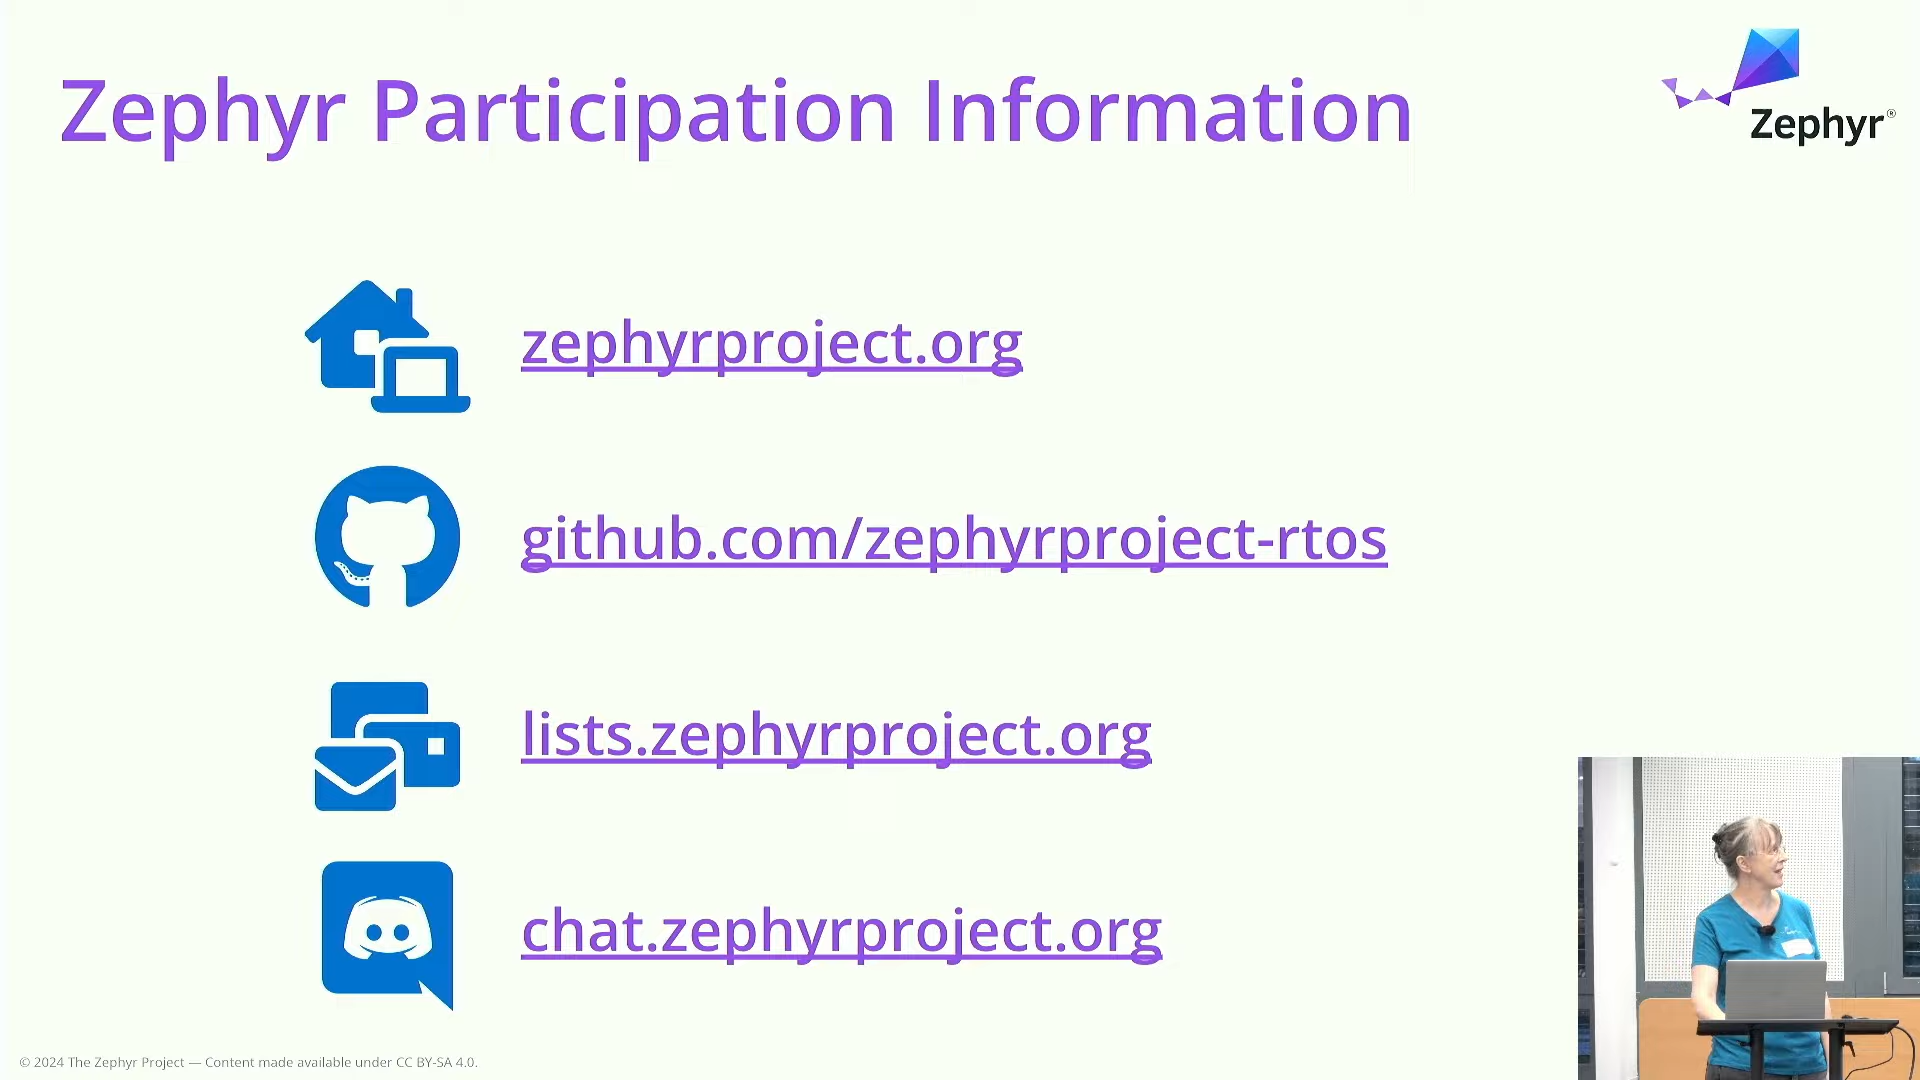 Zephyr Participation Information
Zephyr®
zephyrproject.org
github.com/zephyrproject-rtos
lists.zephyrproject.org
chat.zephyrproject.org
© 2024 The Zephyr Project — Content made available under CC BY-SA 4.0.